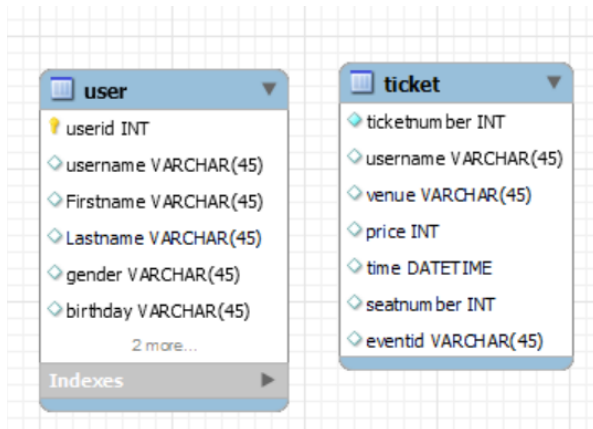 user
userid INT
username VARCHAR(45)
Firstname VARCHAR(45)
Lastname VARCHAR(45)
gender VARCHAR(45)
birthday VARCHAR(45)
2 more...
Indexes
ticket
ticketnumber INT
username VARCHAR(45)
venue VARCHAR(45)
price INT
time DATETIME
seatnumber INT
eventid VARCHAR(45)